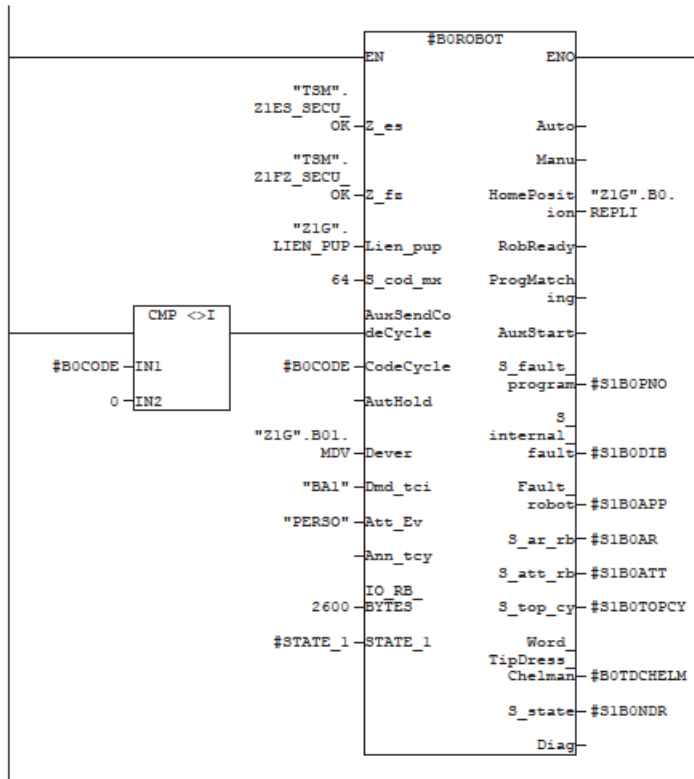 #B0ROBOT
EN ENO
"TSM".
Z1ES_SECU_
OK Z_es Auto
Manu
"TSM".
Z1FZ_SECU_
OK Z_fz HomePosit "Z1G".B0.
ion REPLI
"Z1G".
LIEN_PUP Lien_pup RobReady
64 S_cod_mx ProgMatch
ing
CMP <>I AuxSendCo
deCycle AuxStart
#B0CODE IN1 #B0CODE CodeCycle S_fault_
program #S1B0PNO
0 IN2 AutHold S_
internal_
"Z1G".B01. fault #S1B0DIB
MDV Dever
"BA1" Dmd_tci Fault_
robot #S1B0APP
"PERSO" Att_Ev
S_ar_rb #S1B0AR
Ann_tcy
S_att_rb #S1B0ATT
IO_RB_
2600 BYTES S_top_cy #S1B0TOPCY
#STATE_1 STATE_1 Word_
TipDress_
Chelman #B0TDCHELM
S_state #S1B0NDR
Diag